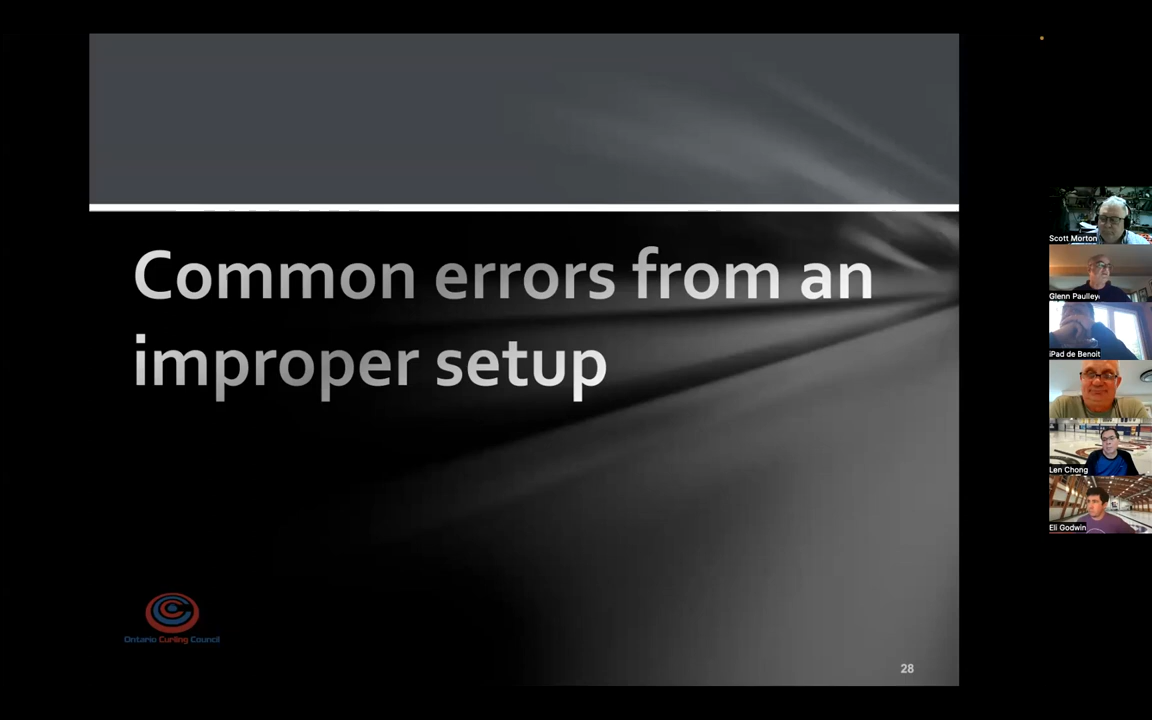 Common errors from an
improper setup
Ontario Curling Council
28
Scott Morton
Glenn Paulley
iPad de Benoit
Len Chong
Eli Godwin